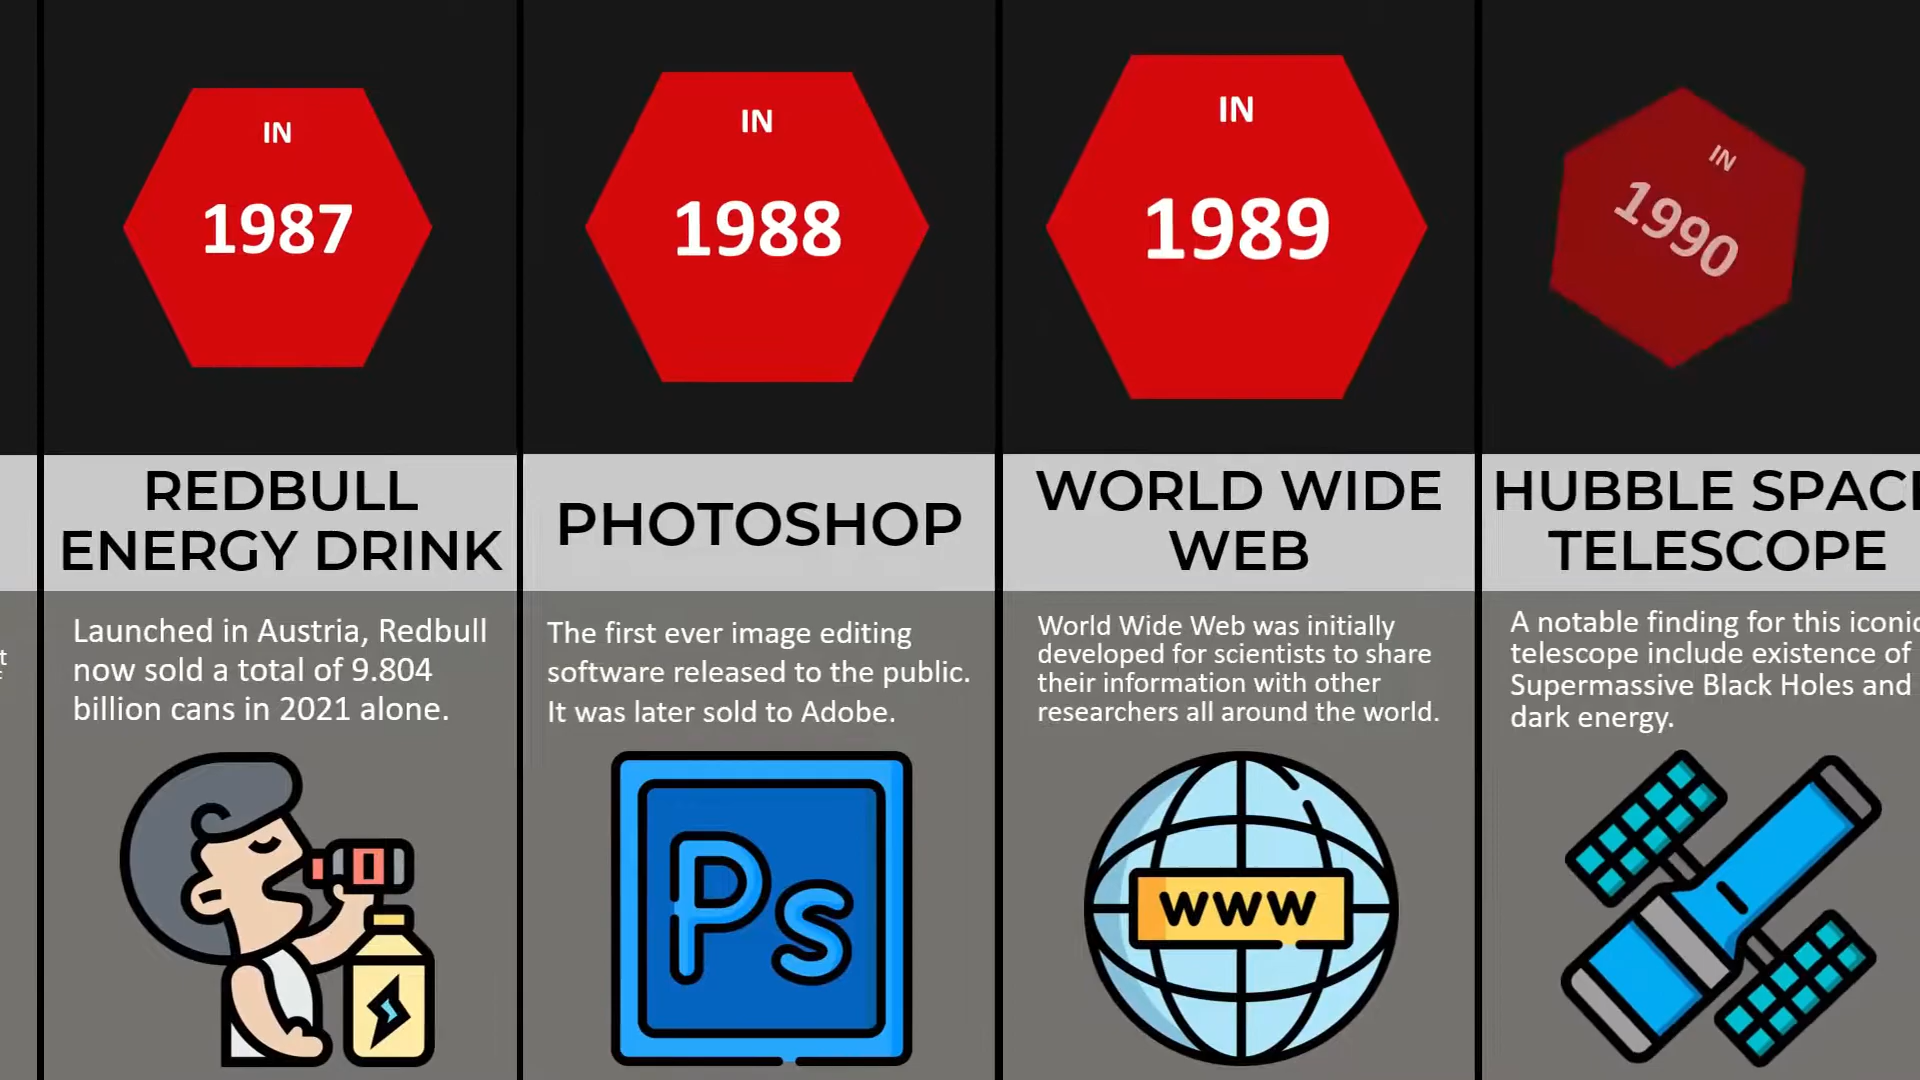 IN
1987
REDBULL
ENERGY DRINK
Launched in Austria, Redbull
now sold a total of 9.804
billion cans in 2021 alone.
IN
1988
PHOTOSHOP
The first ever image editing
software released to the public.
It was later sold to Adobe.
Ps
IN
1989
WORLD WIDE
WEB
World Wide Web was initially
developed for scientists to share
their information with other
researchers all around the world.
WWW
IN
1990
HUBBLE SPAC
TELESCOPE
A notable finding for this iconic
telescope include existence of
Supermassive Black Holes and
dark energy.